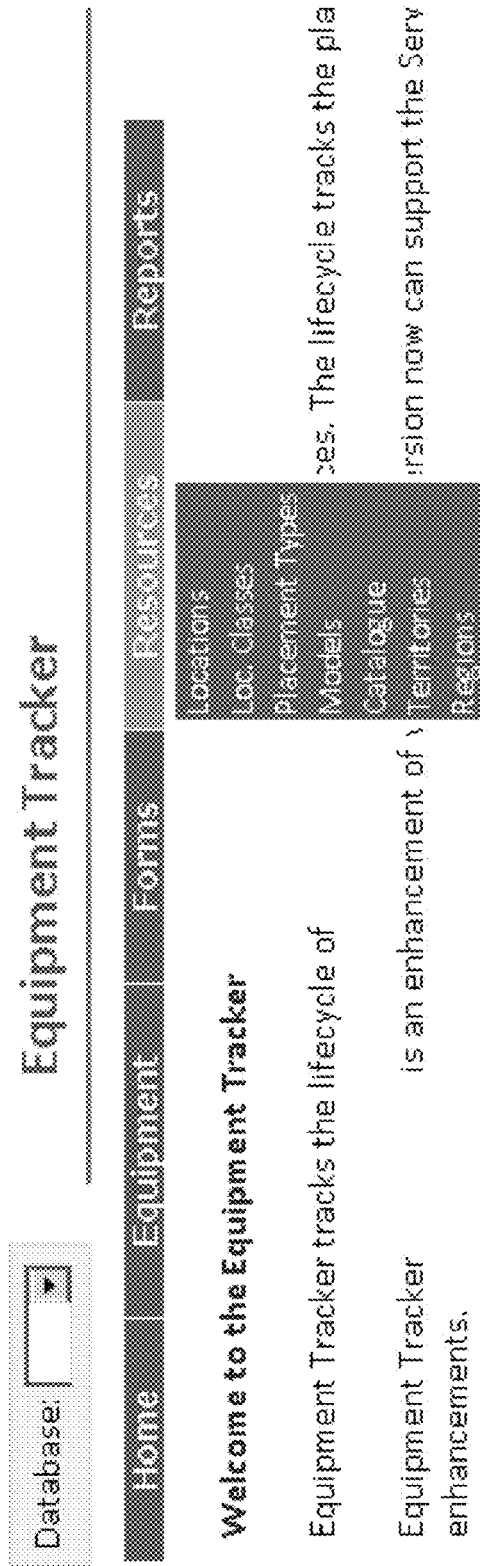 Database:
Equipment Tracker
Home Equipment Forms Resources Reports
Locations
Loc. Classes
Placement Types
Models
Catalogue
Territories
Regions
Welcome to the Equipment Tracker
Equipment Tracker tracks the lifecycle of ces. The lifecycle tracks the pla
Equipment Tracker is an enhancement of rsion now can support the Serv
enhancements.